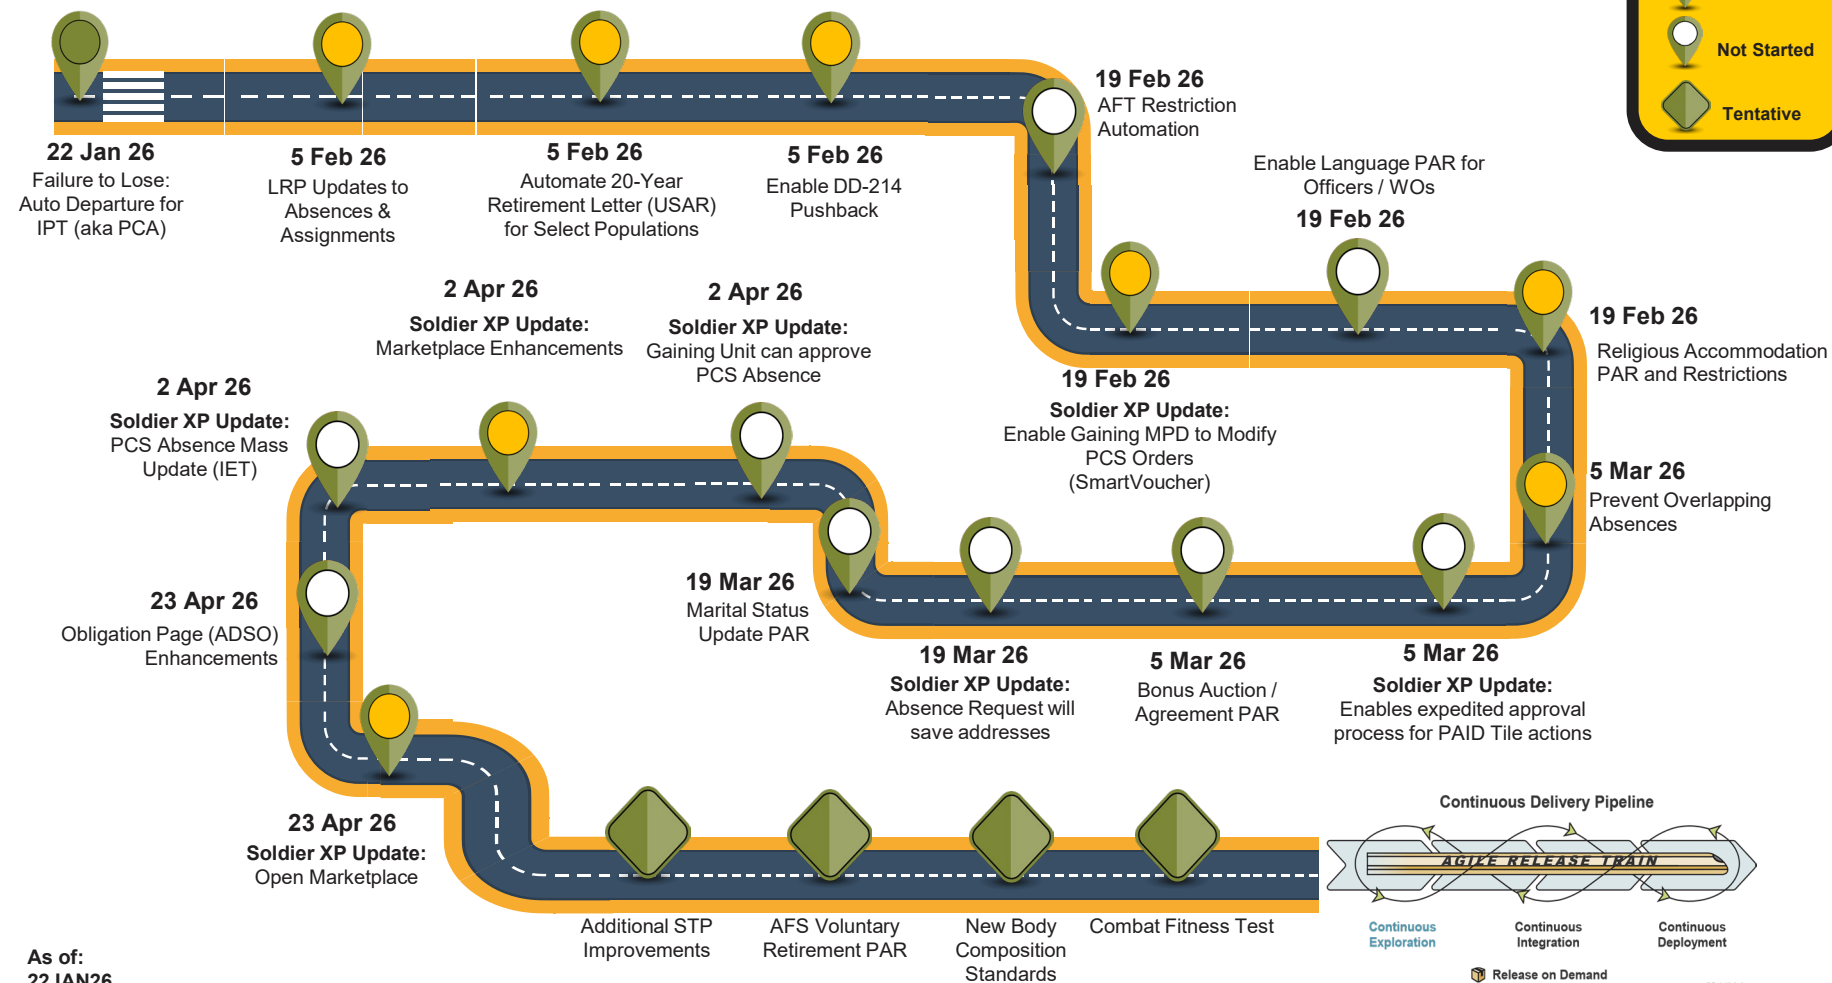 Not Started
Tentative
22 Jan 26
Failure to Lose:
Auto Departure for
IPT (aka PCA)
5 Feb 26
LRP Updates to
Absences &
Assignments
5 Feb 26
Automate 20-Year
Retirement Letter (USAR)
for Select Populations
5 Feb 26
Enable DD-214
Pushback
19 Feb 26
AFT Restriction
Automation
19 Feb 26
Soldier XP Update:
Enable Gaining MPD to Modify
PCS Orders
(SmartVoucher)
Enable Language PAR for
Officers / WOs
19 Feb 26
19 Feb 26
Religious Accommodation
PAR and Restrictions
5 Mar 26
Prevent Overlapping
Absences
5 Mar 26
Soldier XP Update:
Enables expedited approval
process for PAID Tile actions
5 Mar 26
Bonus Auction /
Agreement PAR
19 Mar 26
Soldier XP Update:
Absence Request will
save addresses
19 Mar 26
Marital Status
Update PAR
2 Apr 26
Soldier XP Update:
Gaining Unit can approve
PCS Absence
2 Apr 26
Soldier XP Update:
Marketplace Enhancements
2 Apr 26
Soldier XP Update:
PCS Absence Mass
Update (IET)
23 Apr 26
Obligation Page (ADSO)
Enhancements
23 Apr 26
Soldier XP Update:
Open Marketplace
Additional STP
Improvements
AFS Voluntary
Retirement PAR
New Body
Composition
Standards
Combat Fitness Test
Continuous Delivery Pipeline
AGILE RELEASE TRAIN
Continuous
Exploration
Continuous
Integration
Continuous
Deployment
Release on Demand
As of:
22JAN26